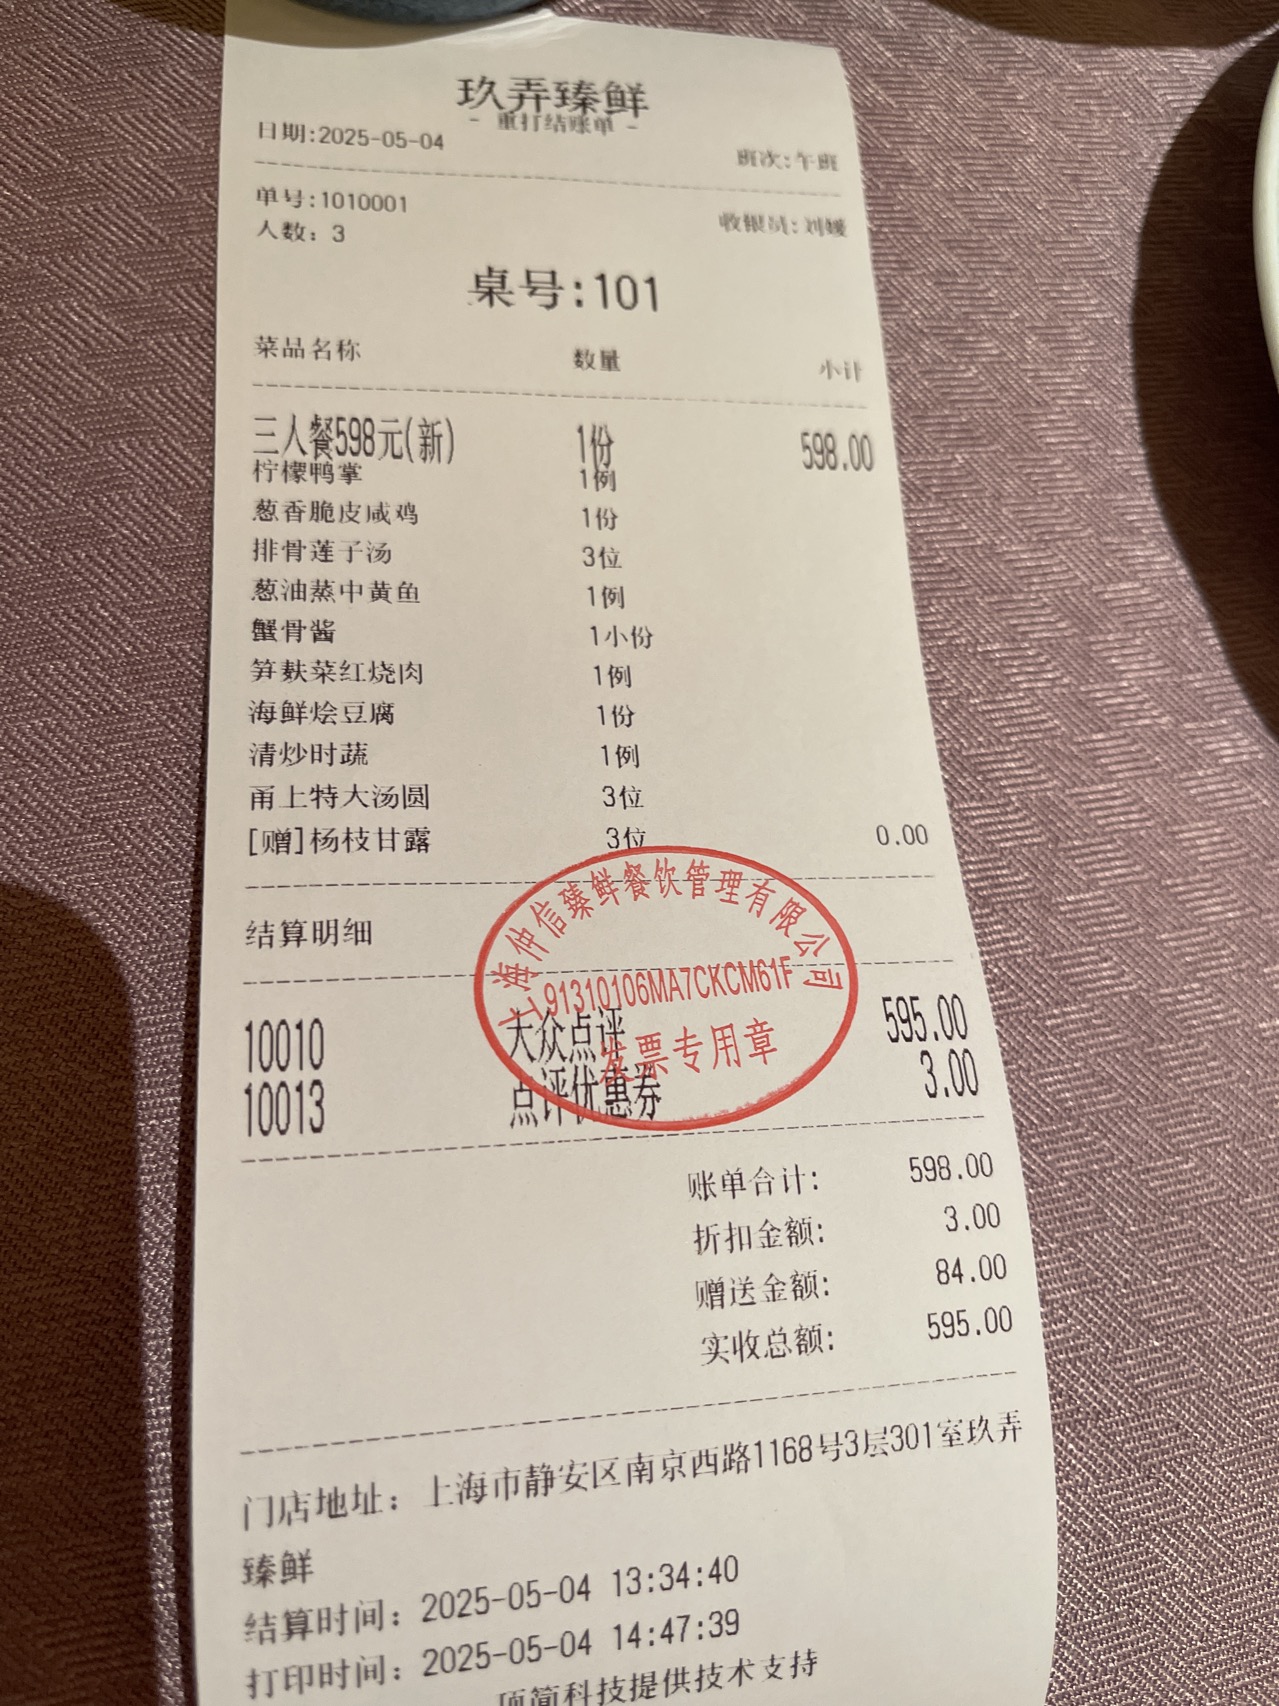 玖弄臻鲜
- 重打结账单 -
日期:2025-05-04 班次:午班
单号:1010001 收银员:刘媛
人数: 3
桌号:101
菜品名称 数量 小计
三人餐598元(新) 1份 598.00
柠檬鸭掌 1例
葱香脆皮咸鸡 1份
排骨莲子汤 3位
葱油蒸中黄鱼 1例
蟹骨酱 1小份
笋麸菜红烧肉 1例
海鲜烩豆腐 1份
清炒时蔬 1例
甬上特大汤圆 3位
[赠]杨枝甘露 3位 0.00
结算明细
上海仲信臻鲜餐饮管理有限公司
91310106MA7CKCM61F
发票专用章
10010 大众点评 595.00
10013 点评优惠券 3.00
账单合计: 598.00
折扣金额: 3.00
赠送金额: 84.00
实收总额: 595.00
门店地址: 上海市静安区南京西路1168号3层301室玖弄
臻鲜
结算时间: 2025-05-04 13:34:40
打印时间: 2025-05-04 14:47:39
顶简科技提供技术支持